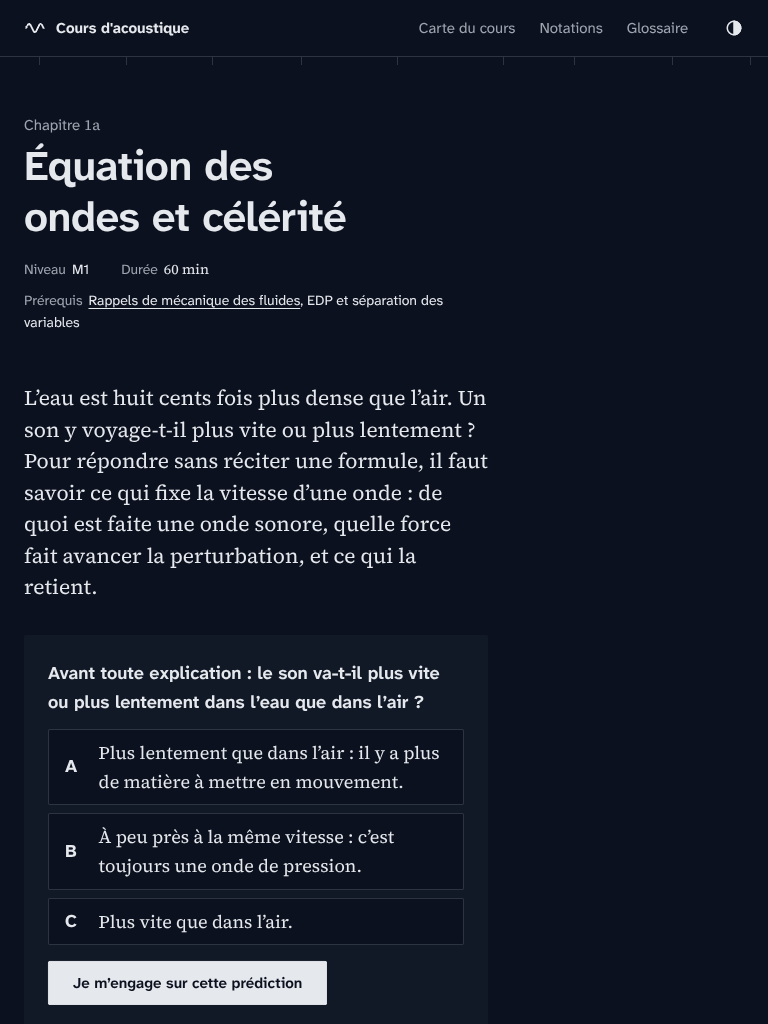 Cours d’acoustique
Carte du cours
Notations
Glossaire
Chapitre 1a
Équation des
ondes et célérité
Niveau M1 Durée 60 min
Prérequis Rappels de mécanique des fluides, EDP et séparation des
variables
L’eau est huit cents fois plus dense que l’air. Un
son y voyage-t-il plus vite ou plus lentement ?
Pour répondre sans réciter une formule, il faut
savoir ce qui fixe la vitesse d’une onde : de
quoi est faite une onde sonore, quelle force
fait avancer la perturbation, et ce qui la
retient.
Avant toute explication : le son va-t-il plus vite
ou plus lentement dans l’eau que dans l’air ?
A Plus lentement que dans l’air : il y a plus
de matière à mettre en mouvement.
B À peu près à la même vitesse : c’est
toujours une onde de pression.
C Plus vite que dans l’air.
Je m’engage sur cette prédiction